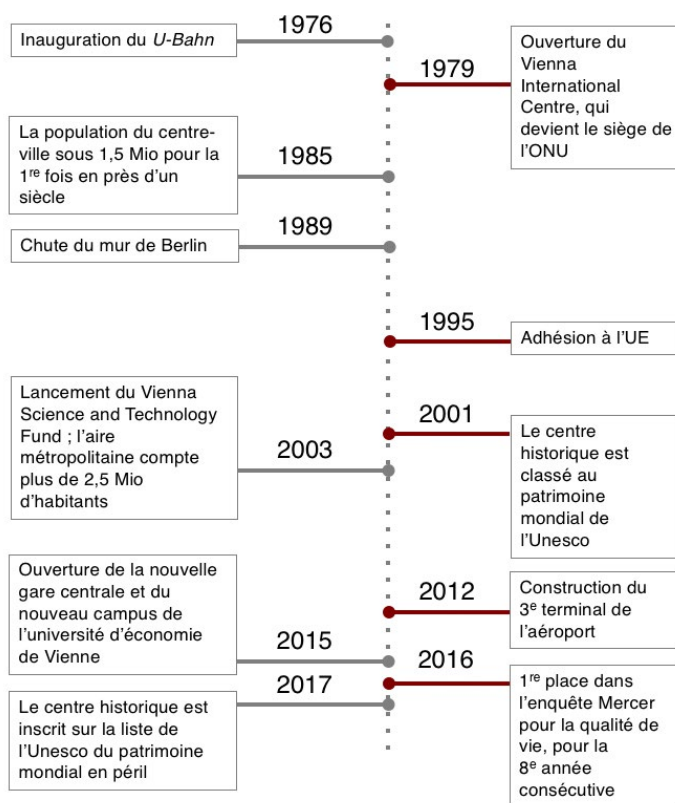 1976
Inauguration du U-Bahn
1979
Ouverture du
Vienna
International
Centre, qui
devient le siège de
l’ONU
1985
La population du centre-
ville sous 1,5 Mio pour la
1re fois en près d’un
siècle
1989
Chute du mur de Berlin
1995
Adhésion à l’UE
2001
Le centre
historique est
classé au
patrimoine
mondial de
l’Unesco
2003
Lancement du Vienna
Science and Technology
Fund ; l’aire
métropolitaine compte
plus de 2,5 Mio
d’habitants
2012
Construction du
3e terminal de
l’aéroport
2015
Ouverture de la nouvelle
gare centrale et du
nouveau campus de
l’université d’économie
de Vienne
2016
1re place dans
l’enquête Mercer
pour la qualité de
vie, pour la
8e année
consécutive
2017
Le centre historique est
inscrit sur la liste de
l’Unesco du patrimoine
mondial en péril